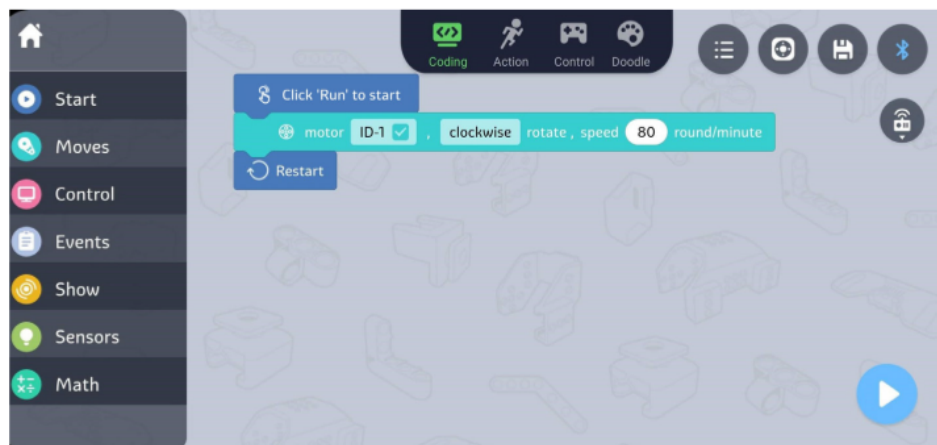 Coding Action Control Doodle
Start
Moves
Control
Events
Show
Sensors
Math
Click 'Run' to start
motor ID-1 , clockwise rotate , speed 80 round/minute
Restart